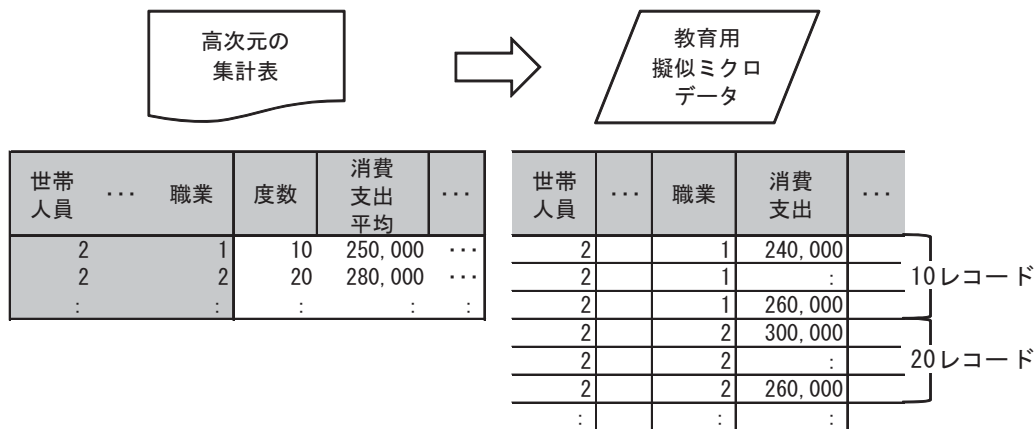 高次元の
集計表
教育用
擬似ミクロ
データ
世帯人員 ··· 職業 度数 消費支出平均 ···
2 1 10 250,000 ···
2 2 20 280,000 ···
: : : : :
世帯人員 ··· 職業 消費支出 ···
2 1 240,000
2 1 :
2 1 260,000
10レコード
2 2 300,000
2 2 :
2 2 260,000
20レコード
: : :